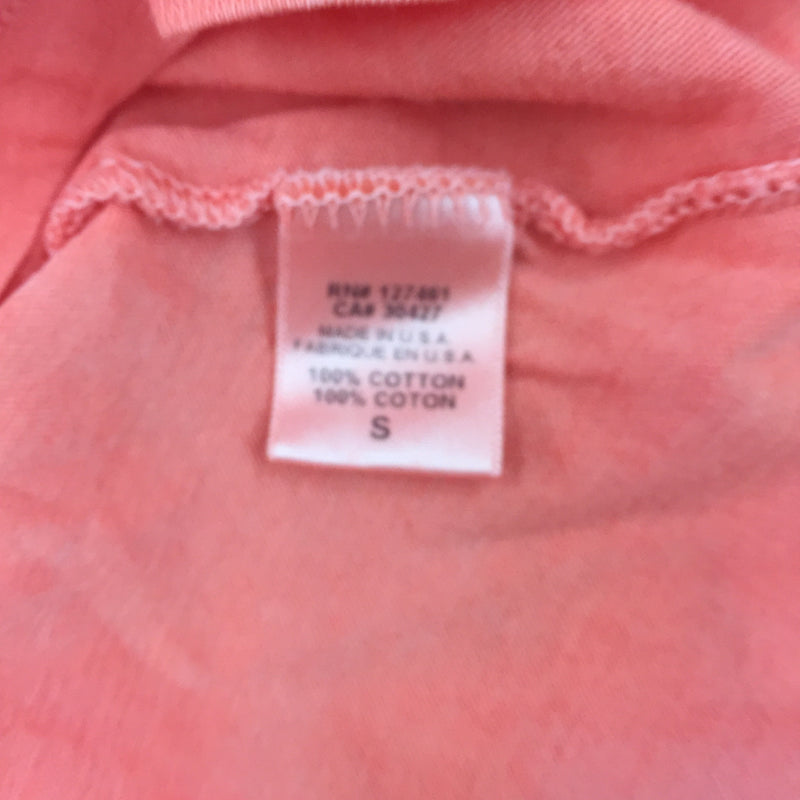 RN# 127461
CA# 30427
MADE IN U.S.A.
FABRIQUE EN U.S.A.
100% COTTON
100% COTON
S